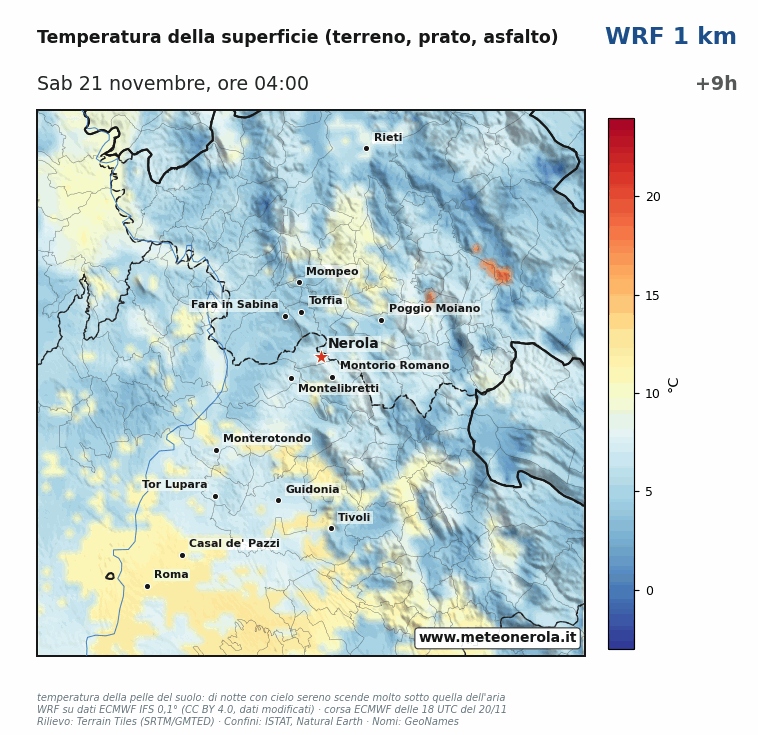 Temperatura della superficie (terreno, prato, asfalto)
WRF 1 km
Sab 21 novembre, ore 04:00
+9h
Rieti
Mompeo
Fara in Sabina
Toffia
Poggio Moiano
Nerola
Montorio Romano
Montelibretti
Monterotondo
Tor Lupara
Guidonia
Tivoli
Casal de' Pazzi
Roma
www.meteonerola.it
20
15
10
5
0
°C
temperatura della pelle del suolo: di notte con cielo sereno scende molto sotto quella dell'aria
WRF su dati ECMWF IFS 0,1° (CC BY 4.0, dati modificati) · corsa ECMWF delle 18 UTC del 20/11
Rilievo: Terrain Tiles (SRTM/GMTED) · Confini: ISTAT, Natural Earth · Nomi: GeoNames